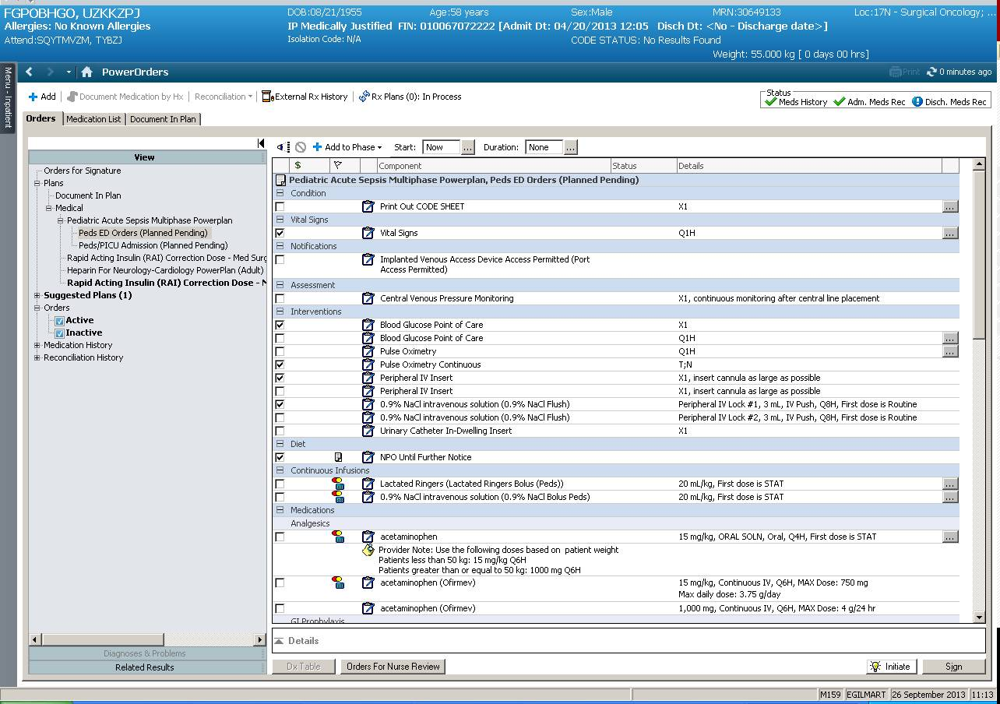 FGPOBHGO, UZKKZPJ DOB:08/21/1955 Age:58 years Sex:Male MRN:30649133 Loc:17N - Surgical Oncology; ...
Allergies: No Known Allergies IP Medically Justified FIN: 010067072222 [Admit Dt: 04/20/2013 12:05 Disch Dt: <No - Discharge date>]
Attend:SQYTMVZM, TYBZJ Isolation Code: N/A CODE STATUS: No Results Found
Weight: 55.000 kg [ 0 days 00 hrs]
Menu - Inpatient
PowerOrders Print 0 minutes ago
Add Document Medication by Hx Reconciliation External Rx History Rx Plans (0): In Process
Status
Meds History Adm. Meds Rec Disch. Meds Rec
Orders Medication List Document In Plan
View
Orders for Signature
Plans
Document In Plan
Medical
Pediatric Acute Sepsis Multiphase Powerplan
Peds ED Orders (Planned Pending)
Peds/PICU Admission (Planned Pending)
Rapid Acting Insulin (RAI) Correction Dose - Med Surg
Heparin For Neurology-Cardiology PowerPlan (Adult)
Rapid Acting Insulin (RAI) Correction Dose -
Suggested Plans (1)
Orders
Active
Inactive
Medication History
Reconciliation History
Diagnoses & Problems
Related Results
Add to Phase Start: Now ... Duration: None ...
$ Component Status Details
Pediatric Acute Sepsis Multiphase Powerplan, Peds ED Orders (Planned Pending)
Condition
Print Out CODE SHEET X1 ...
Vital Signs
Vital Signs Q1H ...
Notifications
Implanted Venous Access Device Access Permitted (Port
Access Permitted)
Assessment
Central Venous Pressure Monitoring X1, continuous monitoring after central line placement
Interventions
Blood Glucose Point of Care X1
Blood Glucose Point of Care Q1H ...
Pulse Oximetry Q1H ...
Pulse Oximetry Continuous T;N
Peripheral IV Insert X1, insert cannula as large as possible
Peripheral IV Insert X1, insert cannula as large as possible
0.9% NaCl intravenous solution (0.9% NaCl Flush) Peripheral IV Lock #1, 3 mL, IV Push, Q8H, First dose is Routine
0.9% NaCl intravenous solution (0.9% NaCl Flush) Peripheral IV Lock #2, 3 mL, IV Push, Q8H, First dose is Routine
Urinary Catheter In-Dwelling Insert X1
Diet
NPO Until Further Notice
Continuous Infusions
Lactated Ringers (Lactated Ringers Bolus (Peds)) 20 mL/kg, First dose is STAT ...
0.9% NaCl intravenous solution (0.9% NaCl Bolus Peds) 20 mL/kg, First dose is STAT ...
Medications
Analgesics
acetaminophen 15 mg/kg, ORAL SOLN, Oral, Q4H, First dose is STAT ...
Provider Note: Use the following doses based on patient weight
Patients less than 50 kg: 15 mg/kg Q6H
Patients greater than or equal to 50 kg: 1000 mg Q6H
acetaminophen (Ofirmev) 15 mg/kg, Continuous IV, Q6H, MAX Dose: 750 mg
Max daily dose: 3.75 g/day
acetaminophen (Ofirmev) 1,000 mg, Continuous IV, Q6H, MAX Dose: 4 g/24 hr
GI Prophylaxis
Details
Dx Table Orders For Nurse Review Initiate Sign
M159 EGILMART 26 September 2013 11:13